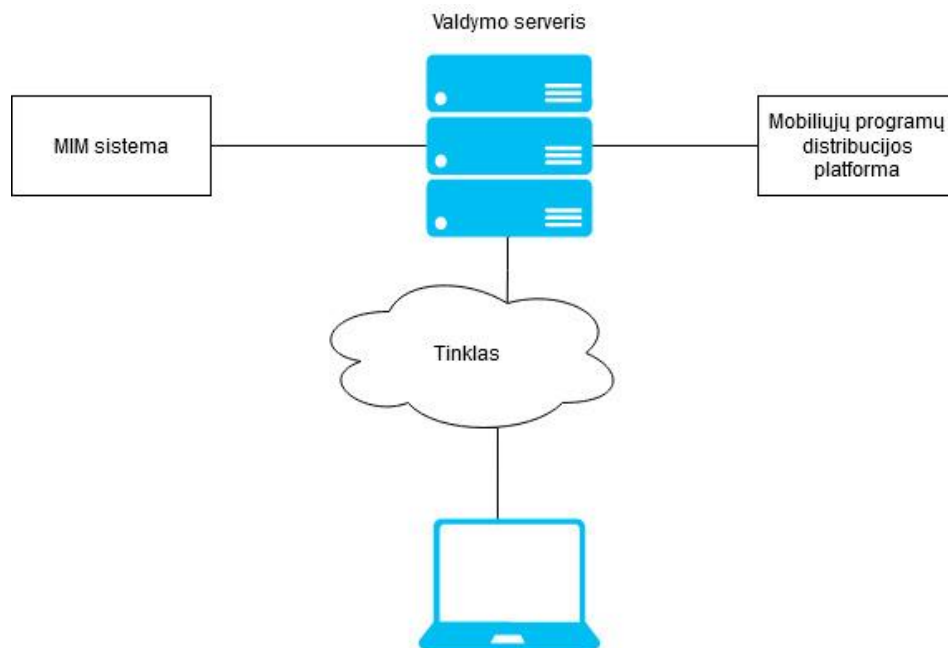 Valdymo serveris
MIM sistema
Mobiliųjų programų
distribucijos
platforma
Tinklas